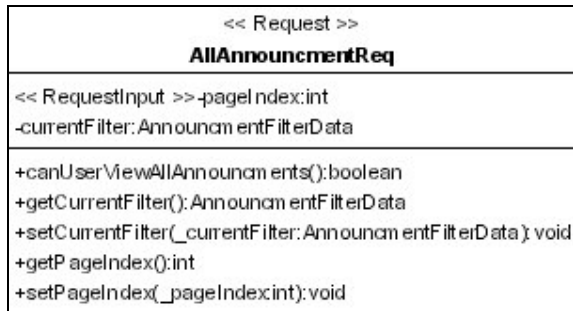 << Request >>
AllAnnouncmentReq
<< RequestInput >>-pageIndex:int
-currentFilter:AnnouncmentFilterData
+canUserViewAllAnnouncments():boolean
+getCurrentFilter():AnnouncmentFilterData
+setCurrentFilter(_currentFilter:AnnouncmentFilterData):void
+getPageIndex():int
+setPageIndex(_pageIndex:int):void